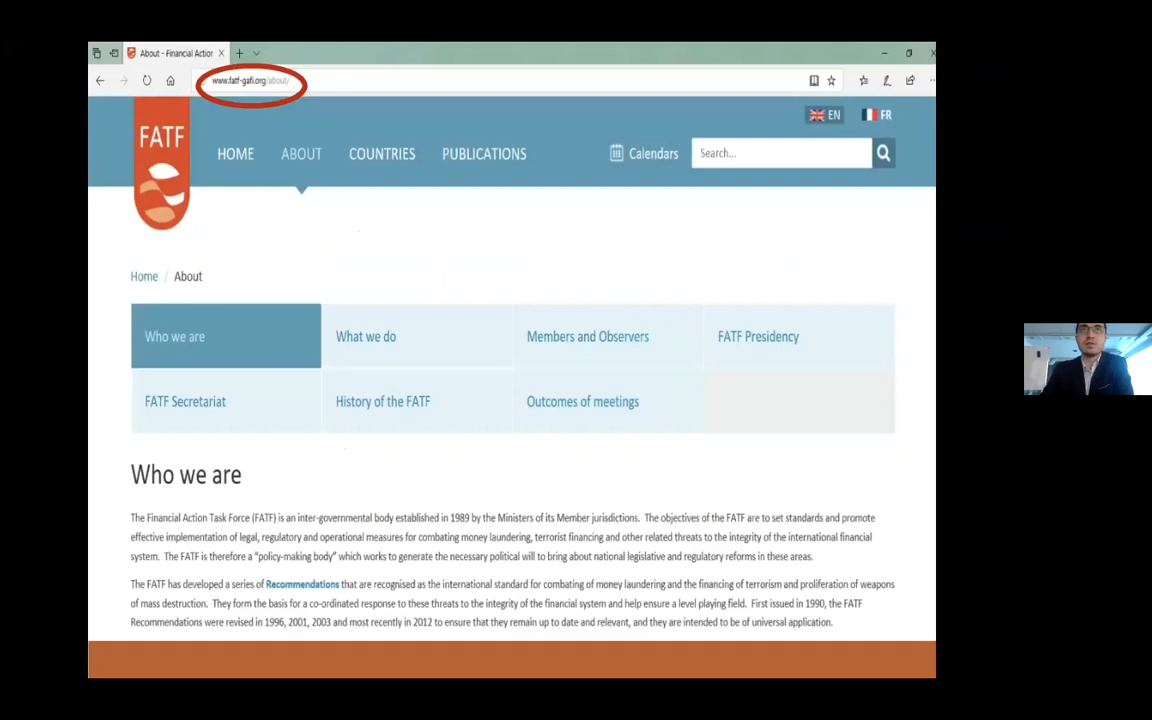 About - Financial Action
www.fatf-gafi.org/about/
EN
FR
FATF
HOME
ABOUT
COUNTRIES
PUBLICATIONS
Calendars
Search...
Home / About
Who we are
What we do
Members and Observers
FATF Presidency
FATF Secretariat
History of the FATF
Outcomes of meetings
Who we are
The Financial Action Task Force (FATF) is an inter-governmental body established in 1989 by the Ministers of its Member jurisdictions. The objectives of the FATF are to set standards and promote
effective implementation of legal, regulatory and operational measures for combating money laundering, terrorist financing and other related threats to the integrity of the international financial
system. The FATF is therefore a "policy-making body" which works to generate the necessary political will to bring about national legislative and regulatory reforms in these areas.
The FATF has developed a series of Recommendations that are recognised as the international standard for combating of money laundering and the financing of terrorism and proliferation of weapons
of mass destruction. They form the basis for a co-ordinated response to these threats to the integrity of the financial system and help ensure a level playing field. First issued in 1990, the FATF
Recommendations were revised in 1996, 2001, 2003 and most recently in 2012 to ensure that they remain up to date and relevant, and they are intended to be of universal application.